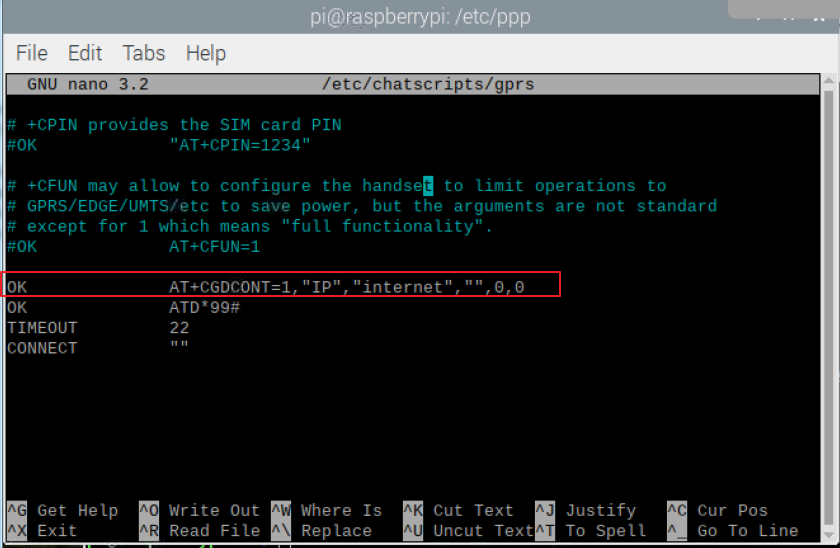 pi@raspberrypi: /etc/ppp
File Edit Tabs Help
GNU nano 3.2 /etc/chatscripts/gprs
# +CPIN provides the SIM card PIN
#OK "AT+CPIN=1234"
# +CFUN may allow to configure the handset to limit operations to
# GPRS/EDGE/UMTS/etc to save power, but the arguments are not standard
# except for 1 which means "full functionality".
#OK AT+CFUN=1
OK AT+CGDCONT=1,"IP","internet","",0,0
OK ATD*99#
TIMEOUT 22
CONNECT ""
^G Get Help ^O Write Out ^W Where Is ^K Cut Text ^J Justify ^C Cur Pos
^X Exit ^R Read File ^\ Replace ^U Uncut Text ^T To Spell ^_ Go To Line